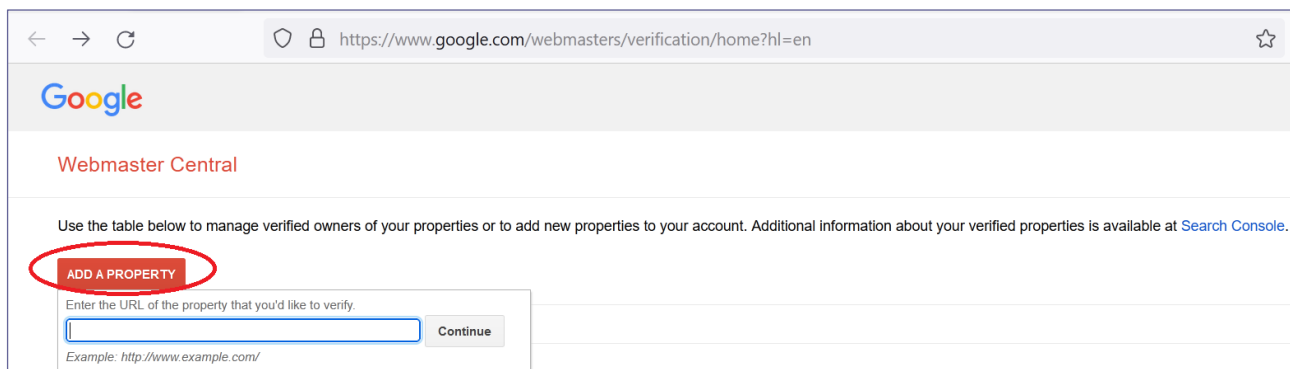 https://www.google.com/webmasters/verification/home?hl=en
Google
Webmaster Central
Use the table below to manage verified owners of your properties or to add new properties to your account. Additional information about your verified properties is available at Search Console.
ADD A PROPERTY
Enter the URL of the property that you'd like to verify.
Continue
Example: http://www.example.com/